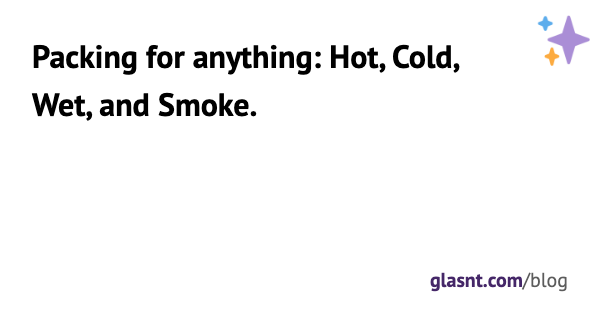 Packing for anything: Hot, Cold,
Wet, and Smoke.
glasnt.com/blog